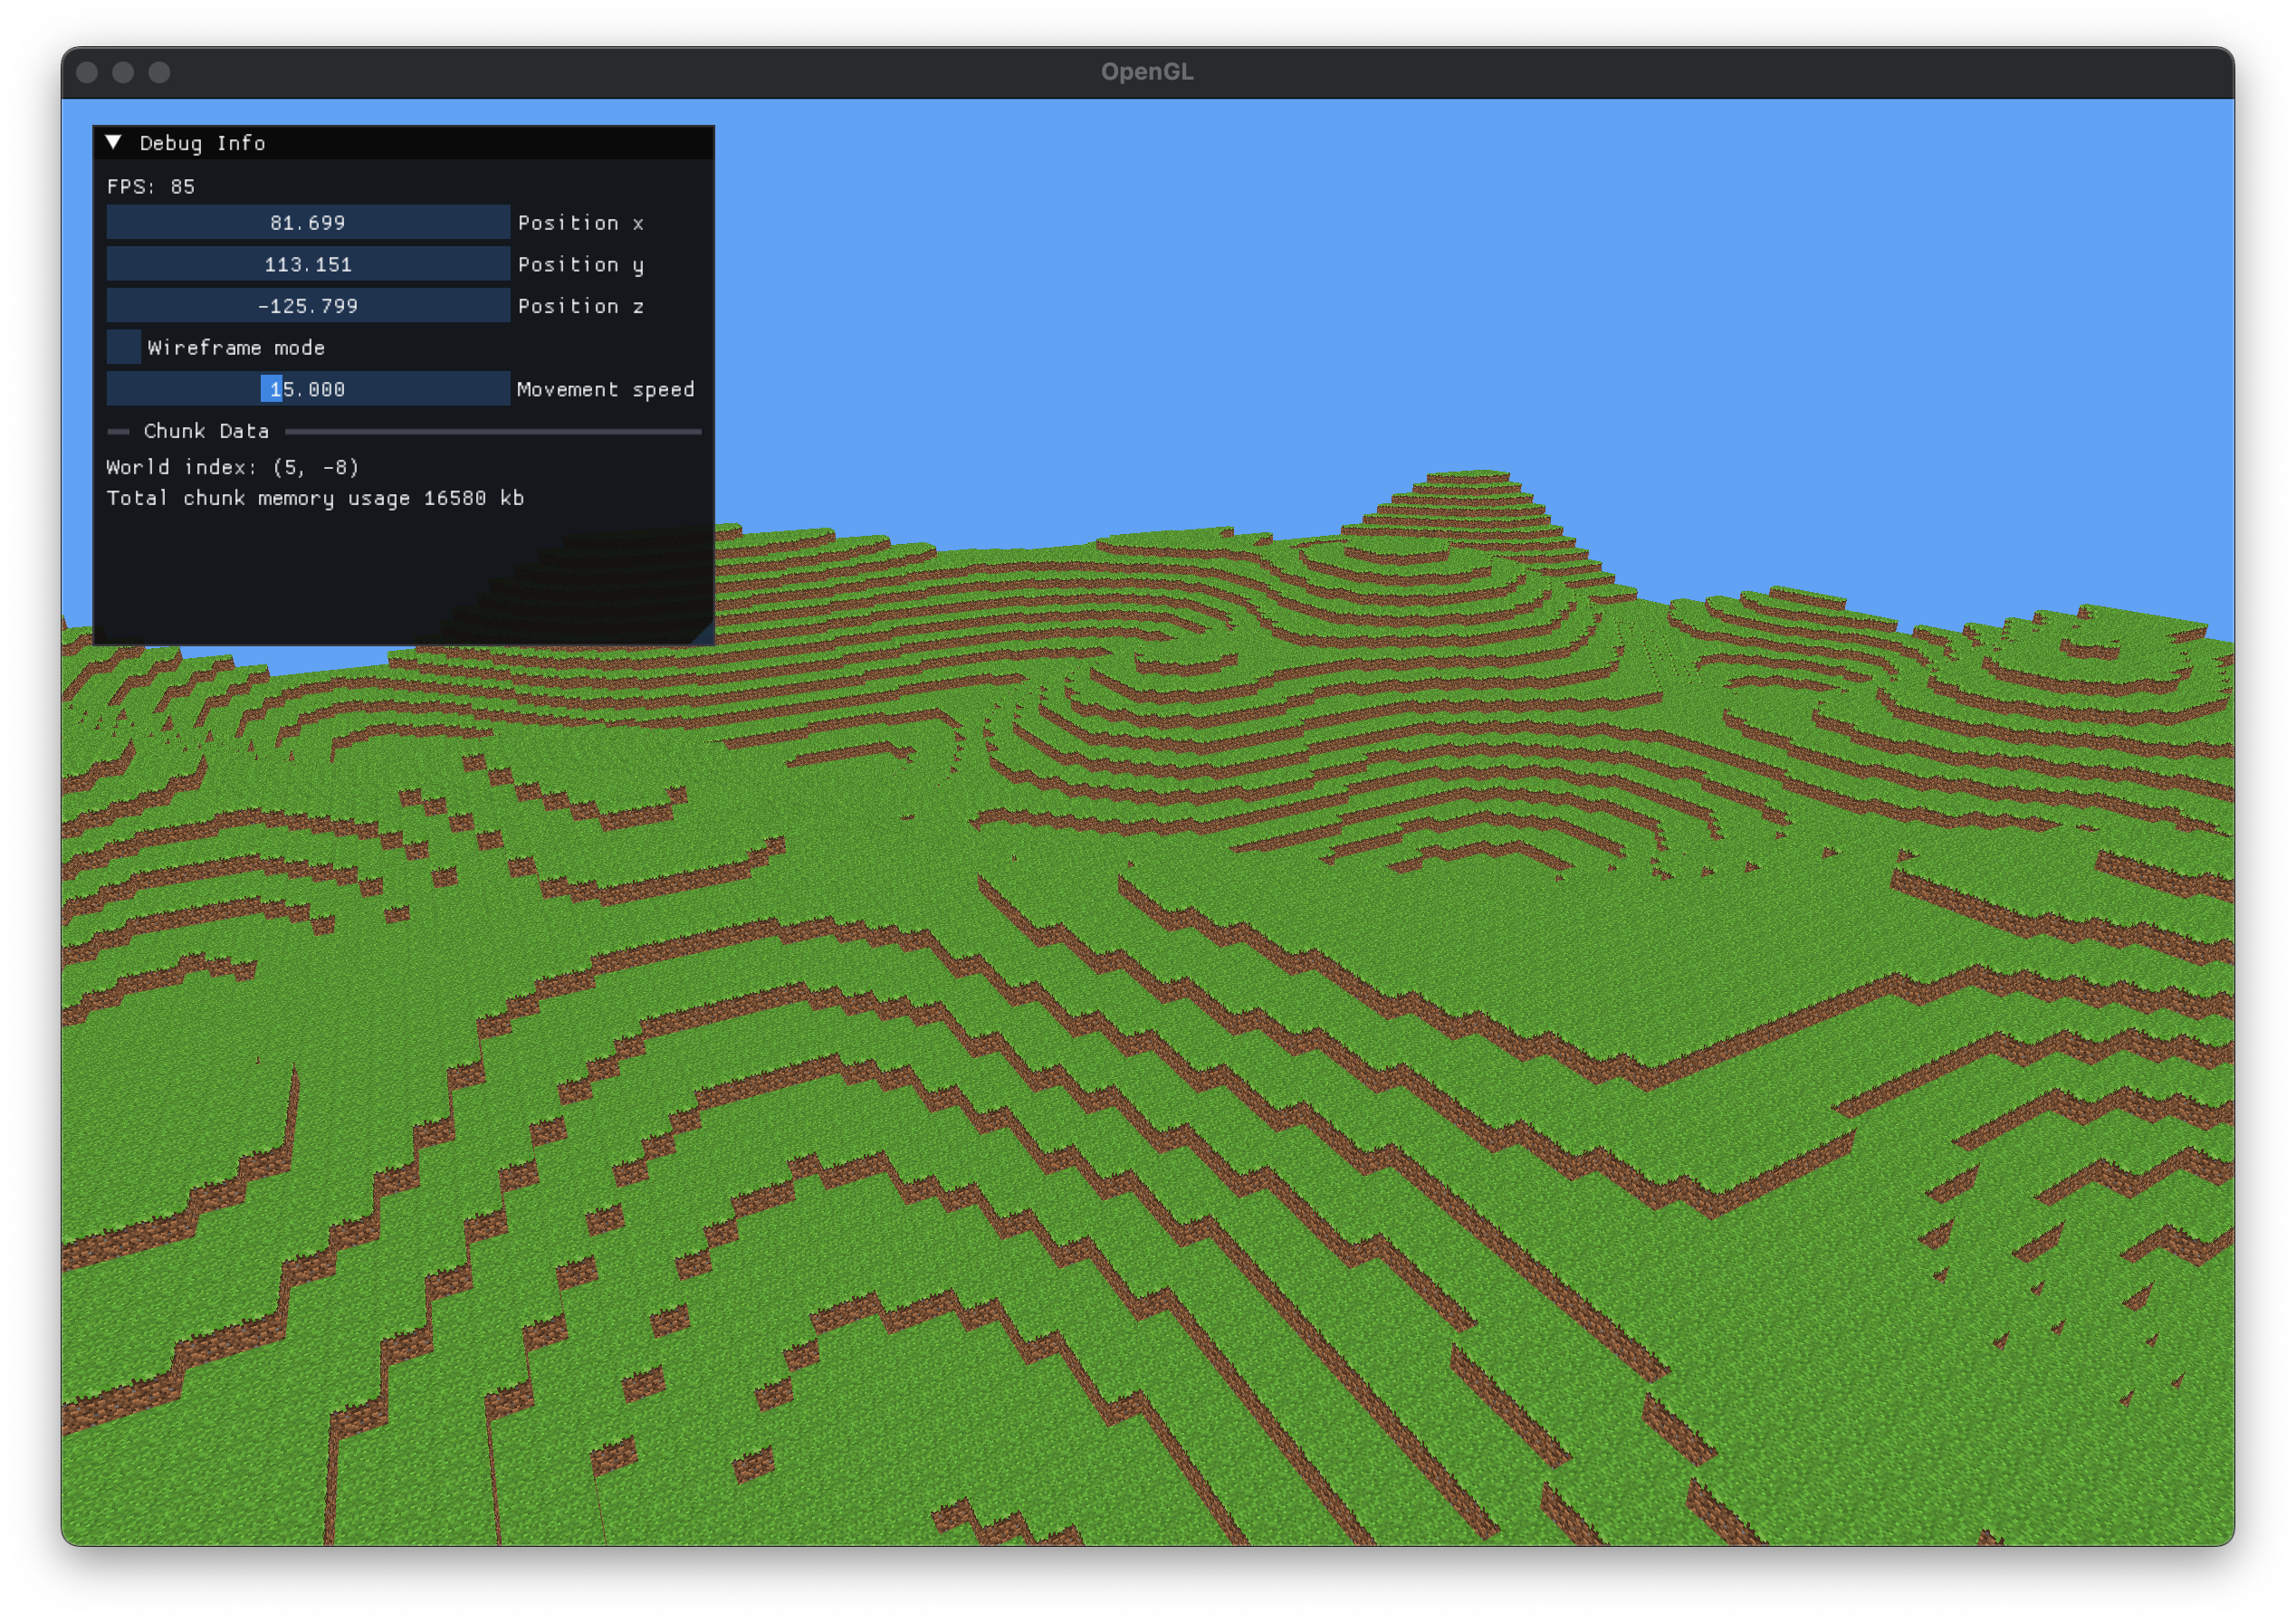 OpenGL
Debug Info
FPS: 85
81.699 Position x
113.151 Position y
-125.799 Position z
Wireframe mode
15.000 Movement speed
Chunk Data
World index: (5, -8)
Total chunk memory usage 16580 kb